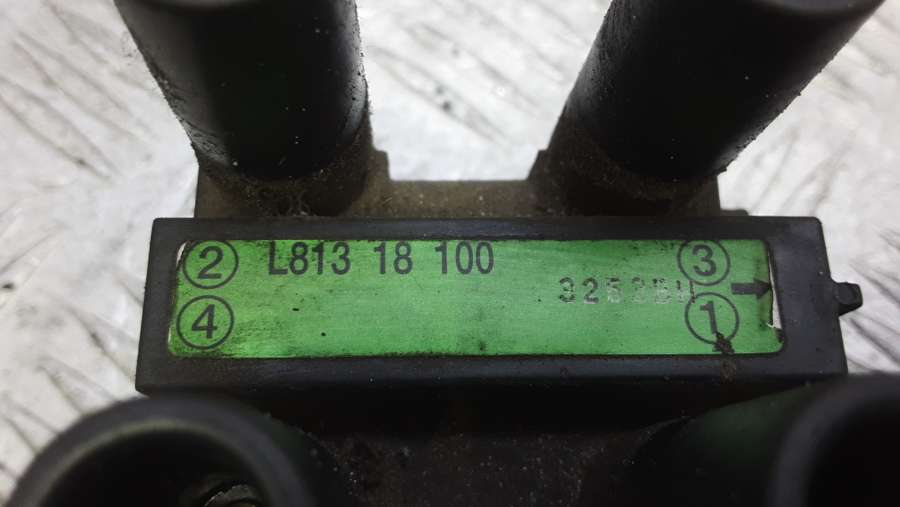 ② L813 18 100 ③
④ ①